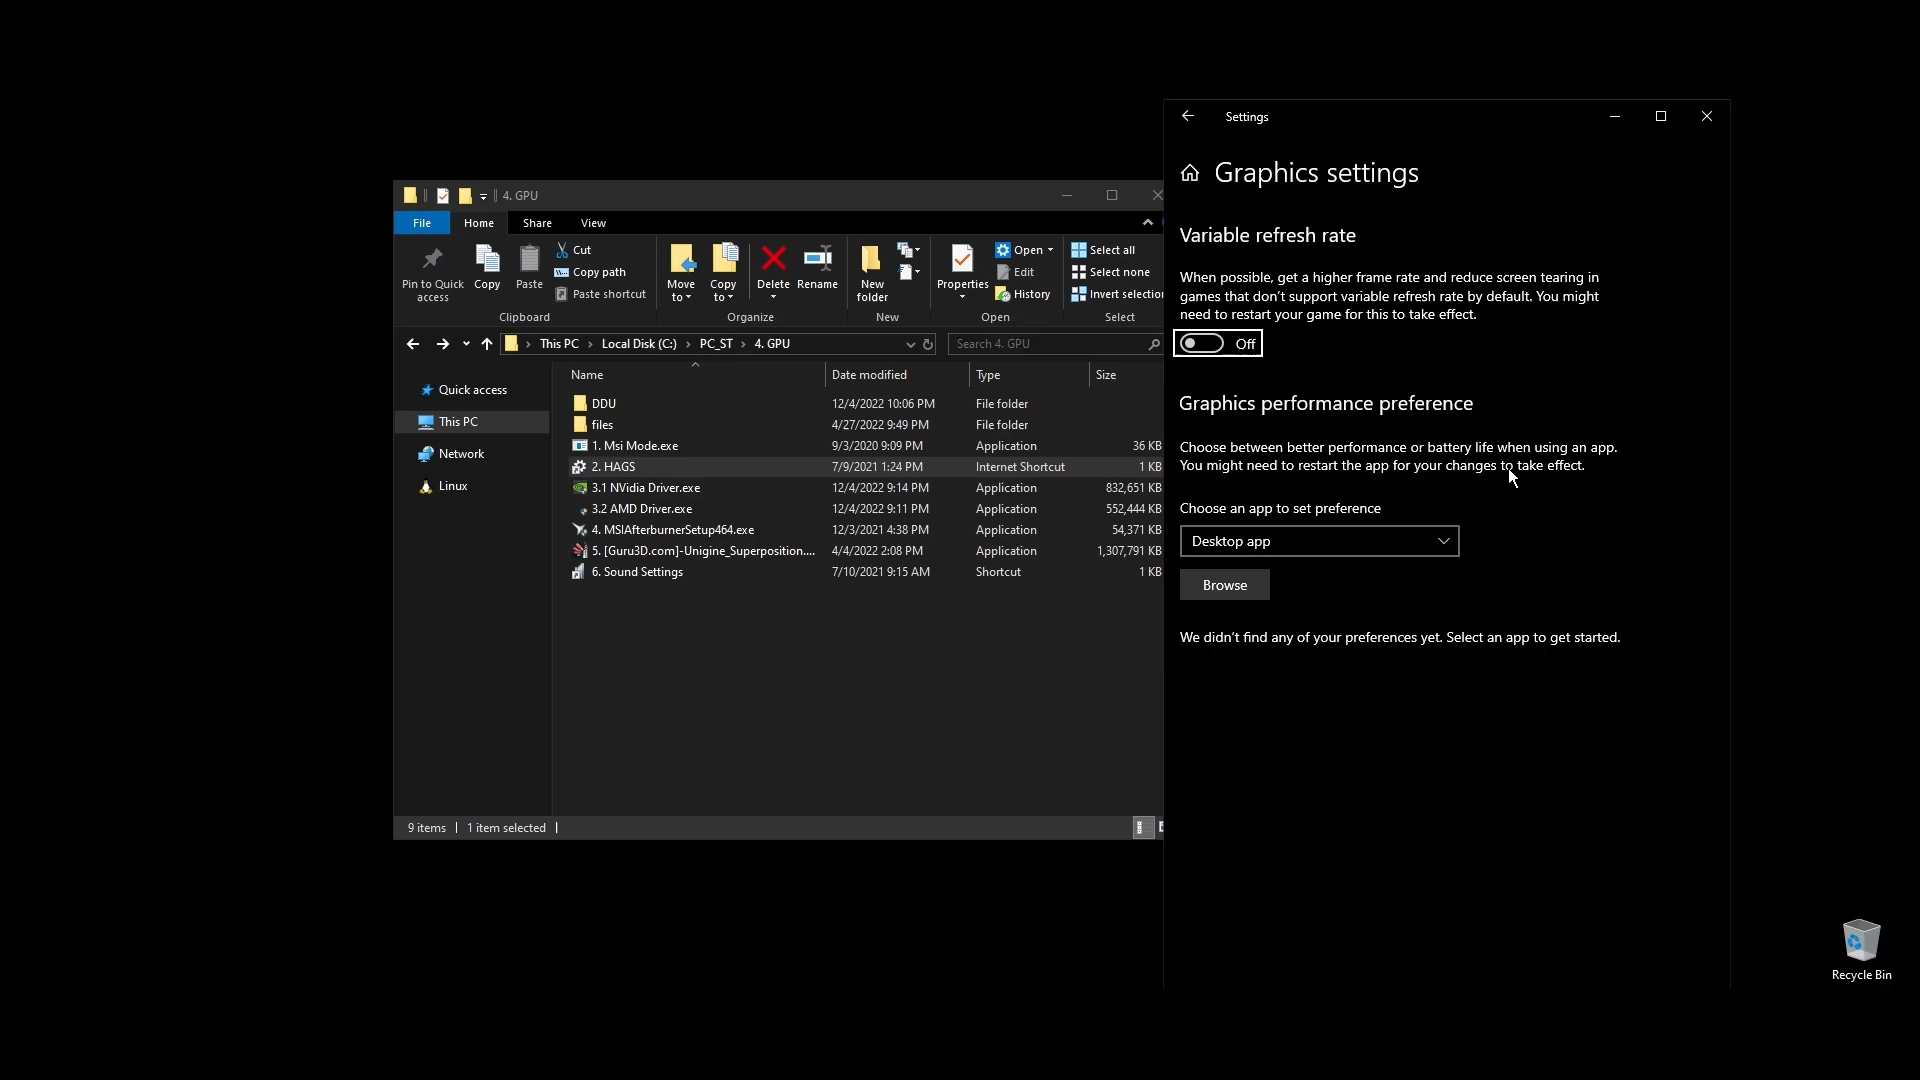 4. GPU
File
Home
Share
View
Pin to Quick
access
Copy
Paste
Cut
Copy path
Paste shortcut
Clipboard
Move
to
Copy
to
Delete
Rename
Organize
New
folder
New
Properties
Open
Edit
History
Open
Select all
Select none
Invert selection
Select
This PC
Local Disk (C:)
PC_ST
4. GPU
Search 4. GPU
Quick access
This PC
Network
Linux
Name Date modified Type Size
DDU 12/4/2022 10:06 PM File folder
files 4/27/2022 9:49 PM File folder
1. Msi Mode.exe 9/3/2020 9:09 PM Application 36 KB
2. HAGS 7/9/2021 1:24 PM Internet Shortcut 1 KB
3.1 NVidia Driver.exe 12/4/2022 9:14 PM Application 832,651 KB
3.2 AMD Driver.exe 12/4/2022 9:11 PM Application 552,444 KB
4. MSIAfterburnerSetup464.exe 12/3/2021 4:38 PM Application 54,371 KB
5. [Guru3D.com]-Unigine_Superposition.... 4/4/2022 2:08 PM Application 1,307,791 KB
6. Sound Settings 7/10/2021 9:15 AM Shortcut 1 KB
9 items
1 item selected
Settings
Graphics settings
Variable refresh rate
When possible, get a higher frame rate and reduce screen tearing in
games that don't support variable refresh rate by default. You might
need to restart your game for this to take effect.
Off
Graphics performance preference
Choose between better performance or battery life when using an app.
You might need to restart the app for your changes to take effect.
Choose an app to set preference
Desktop app
Browse
We didn't find any of your preferences yet. Select an app to get started.
Recycle Bin